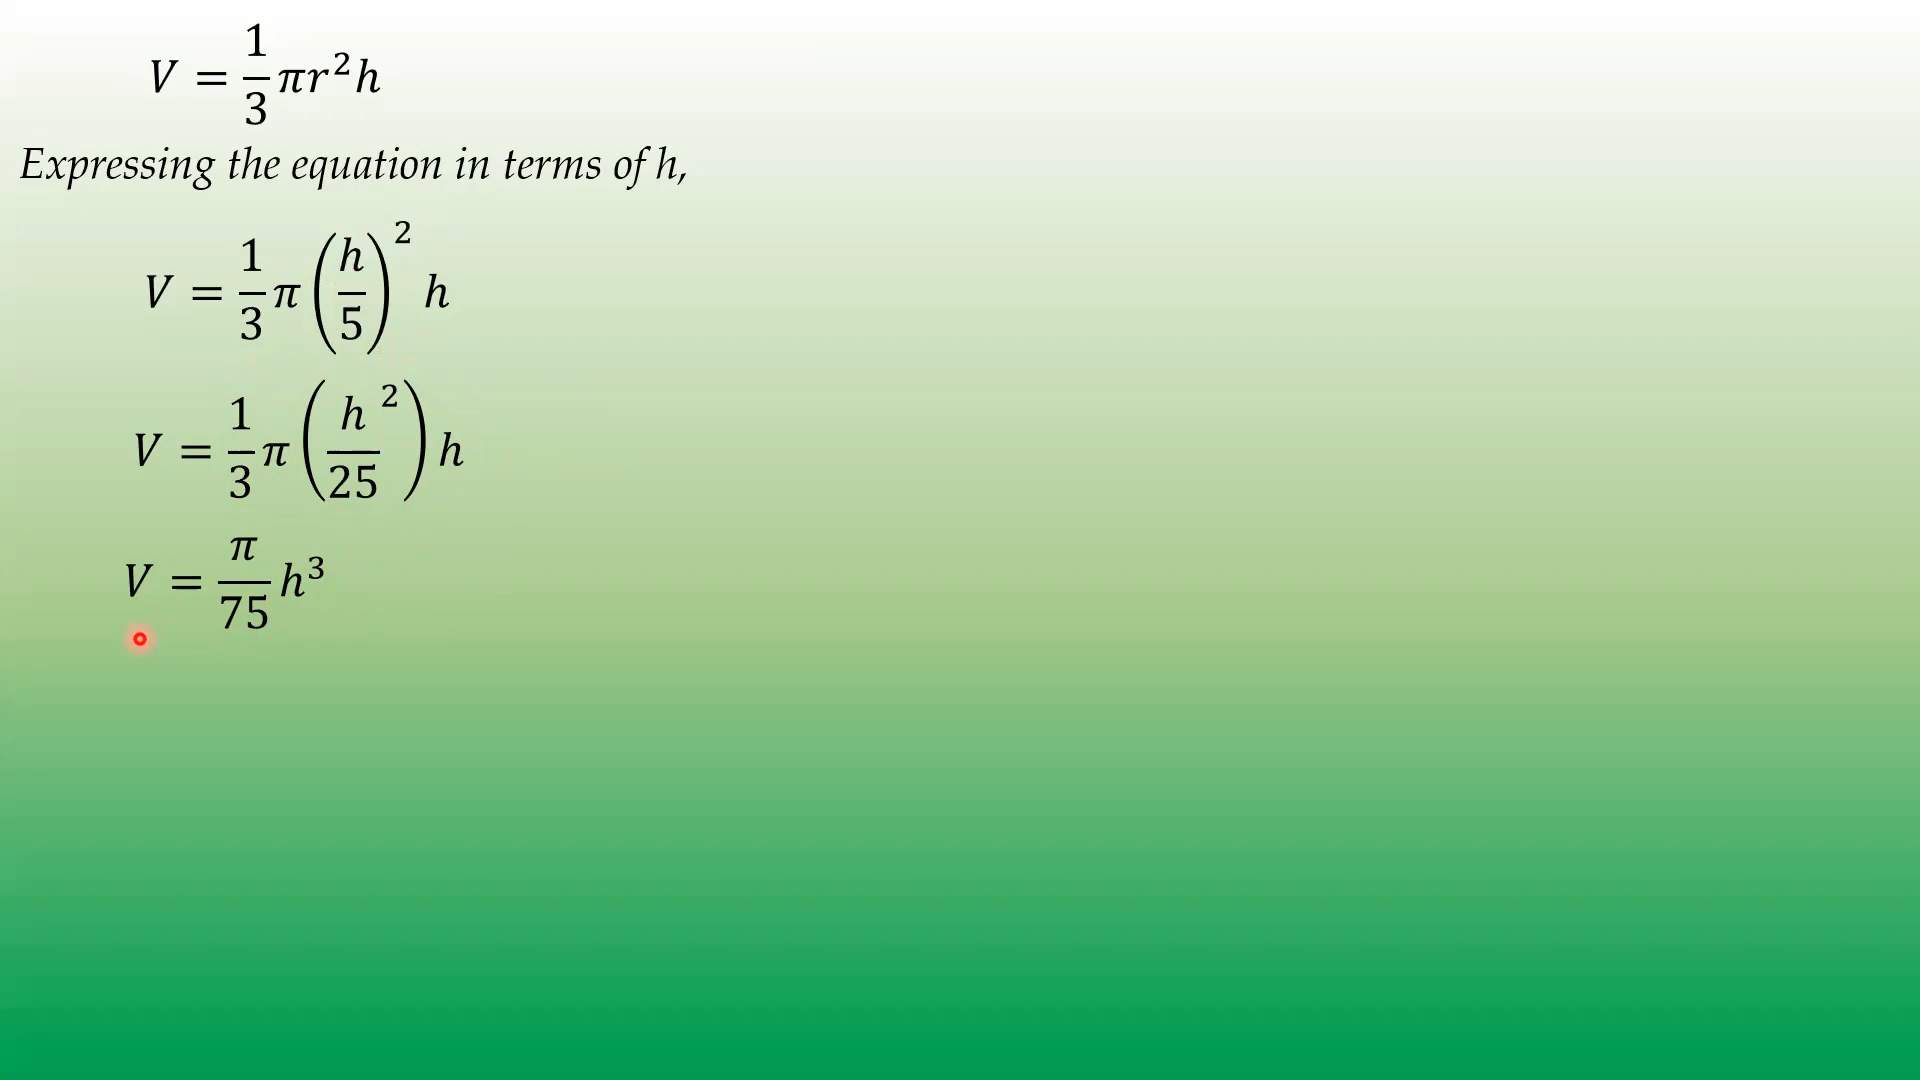 V = 1/3 πr²h
Expressing the equation in terms of h,
V = 1/3 π (h/5)² h
V = 1/3 π (h²/25) h
V = π/75 h³